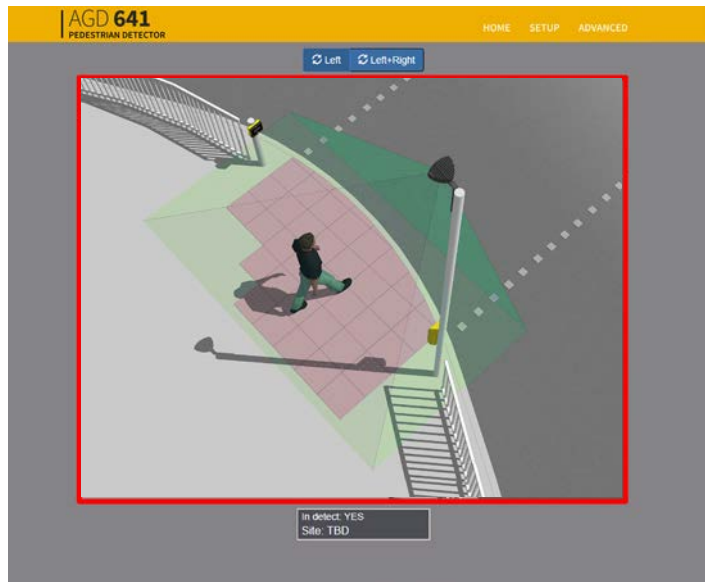 AGD 641
PEDESTRIAN DETECTOR
HOME SETUP ADVANCED
Left Left+Right
In detect: YES
Site: TBD